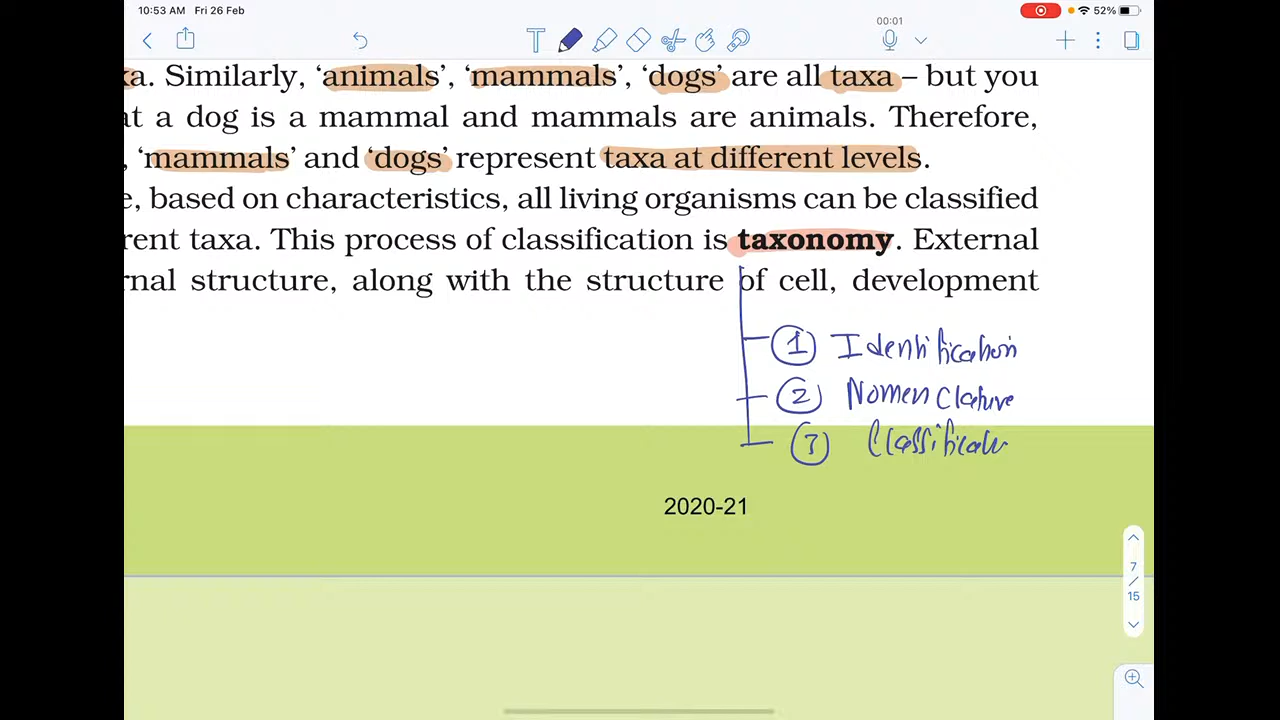 10:53 AM Fri 26 Feb
52%
T
00:01
xa. Similarly, ‘animals’, ‘mammals’, ‘dogs’ are all taxa – but you
at a dog is a mammal and mammals are animals. Therefore,
, ‘mammals’ and ‘dogs’ represent taxa at different levels.
e, based on characteristics, all living organisms can be classified
rent taxa. This process of classification is taxonomy. External
rnal structure, along with the structure of cell, development
1 Identification
2 Nomenclature
3
2020-21
7
/
15